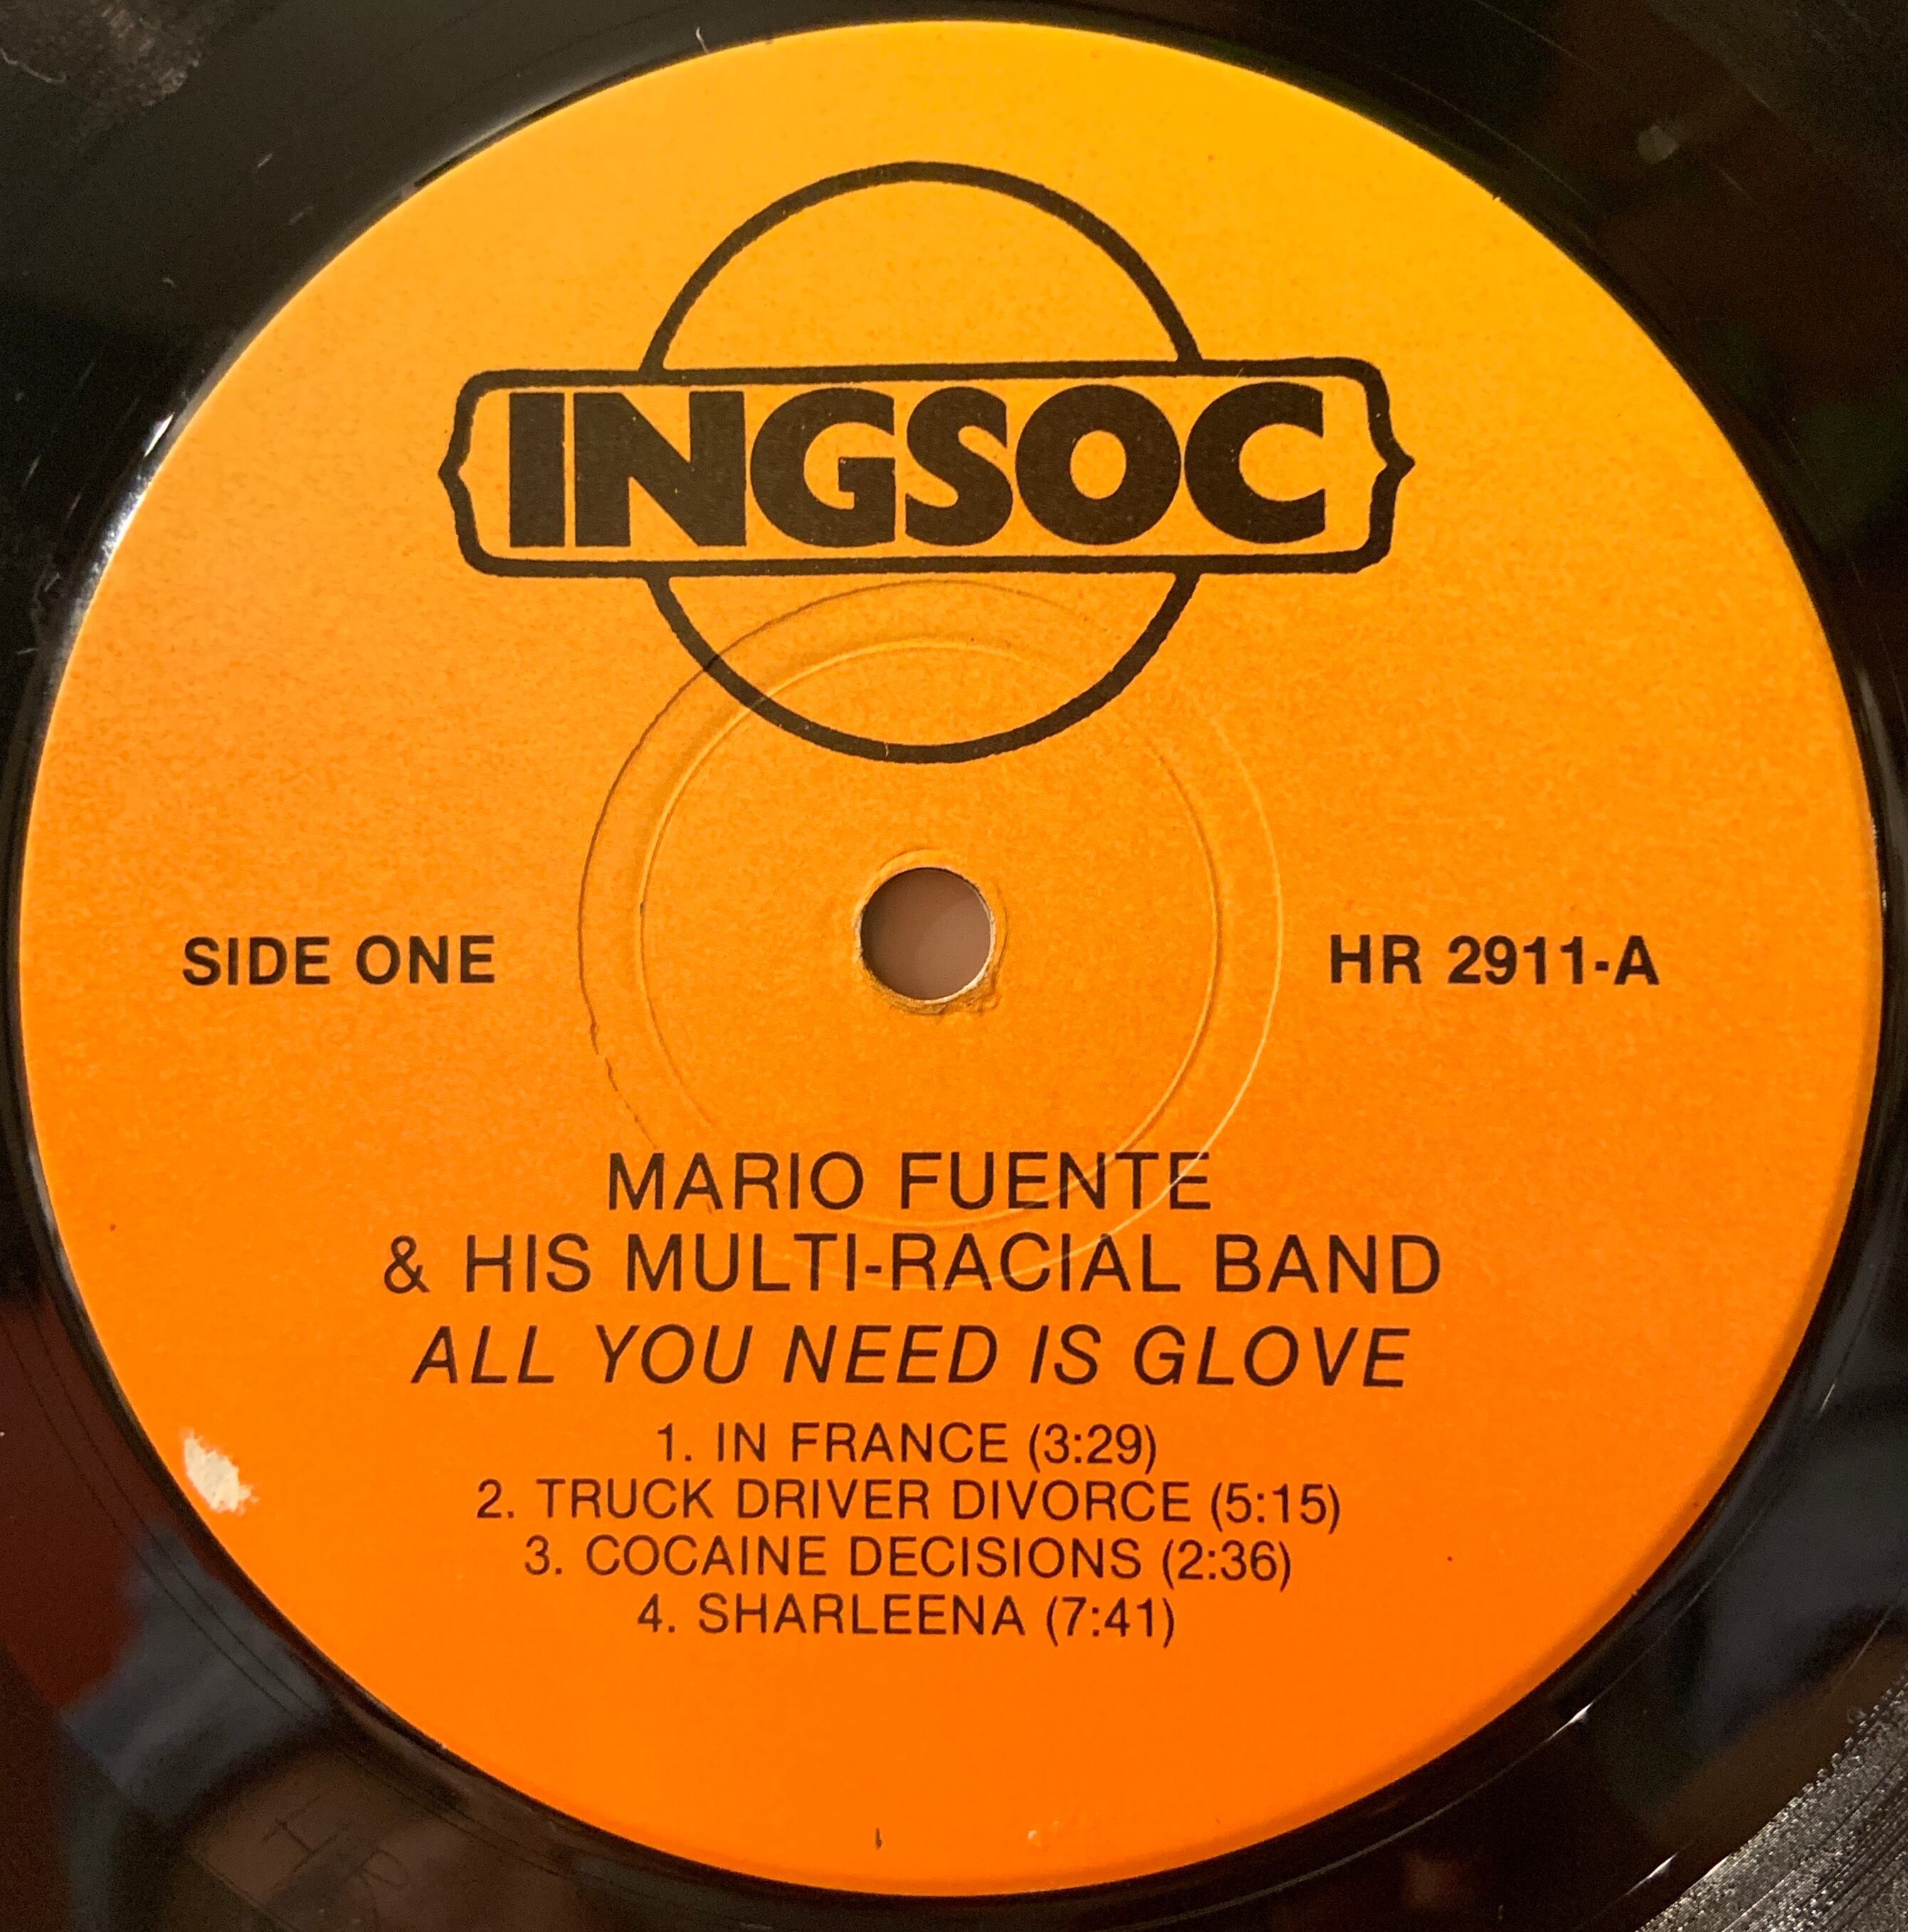 INGSOC
SIDE ONE
HR 2911-A
MARIO FUENTE
& HIS MULTI-RACIAL BAND
ALL YOU NEED IS GLOVE
1. IN FRANCE (3:29)
2. TRUCK DRIVER DIVORCE (5:15)
3. COCAINE DECISIONS (2:36)
4. SHARLEENA (7:41)